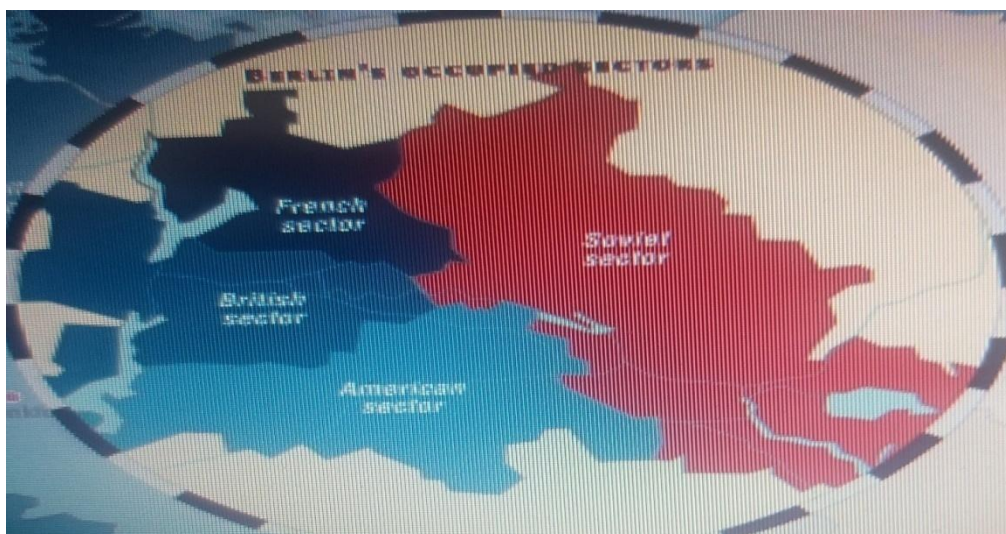 BERLIN'S OCCUPIED SECTORS
French
sector
Soviet
sector
British
sector
American
sector